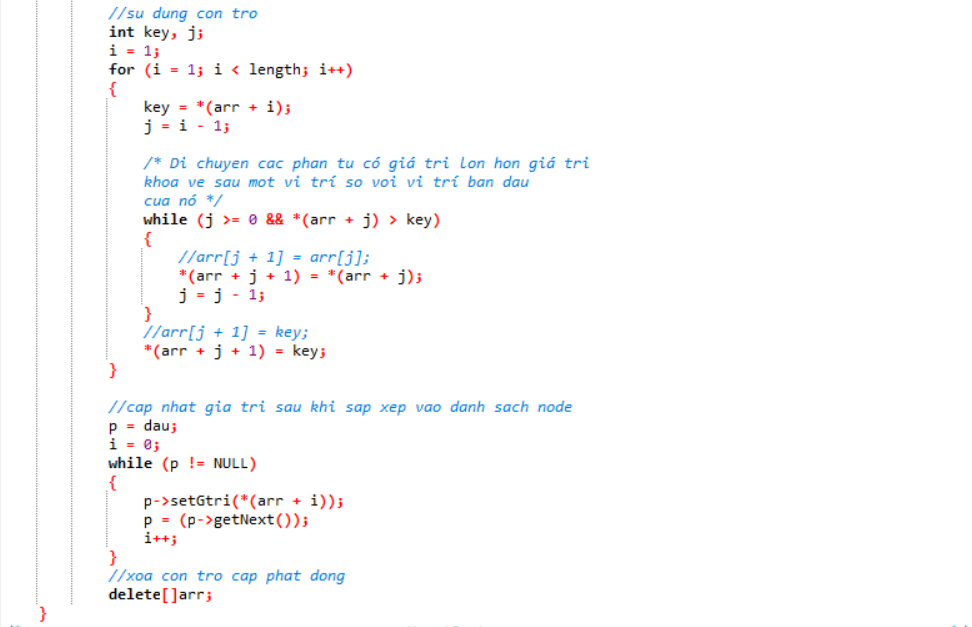 //su dung con tro
int key, j;
i = 1;
for (i = 1; i < length; i++)
{
key = *(arr + i);
j = i - 1;
/* Di chuyen cac phan tu có giá tri lon hon giá tri
khoa ve sau mot vi trí so voi vi trí ban dau
cua nó */
while (j >= 0 && *(arr + j) > key)
{
//arr[j + 1] = arr[j];
*(arr + j + 1) = *(arr + j);
j = j - 1;
}
//arr[j + 1] = key;
*(arr + j + 1) = key;
}
//cap nhat gia tri sau khi sap xep vao danh sach node
p = dau;
i = 0;
while (p != NULL)
{
p->setGtri(*(arr + i));
p = (p->getNext());
i++;
}
//xoa con tro cap phat dong
delete[]arr;
}